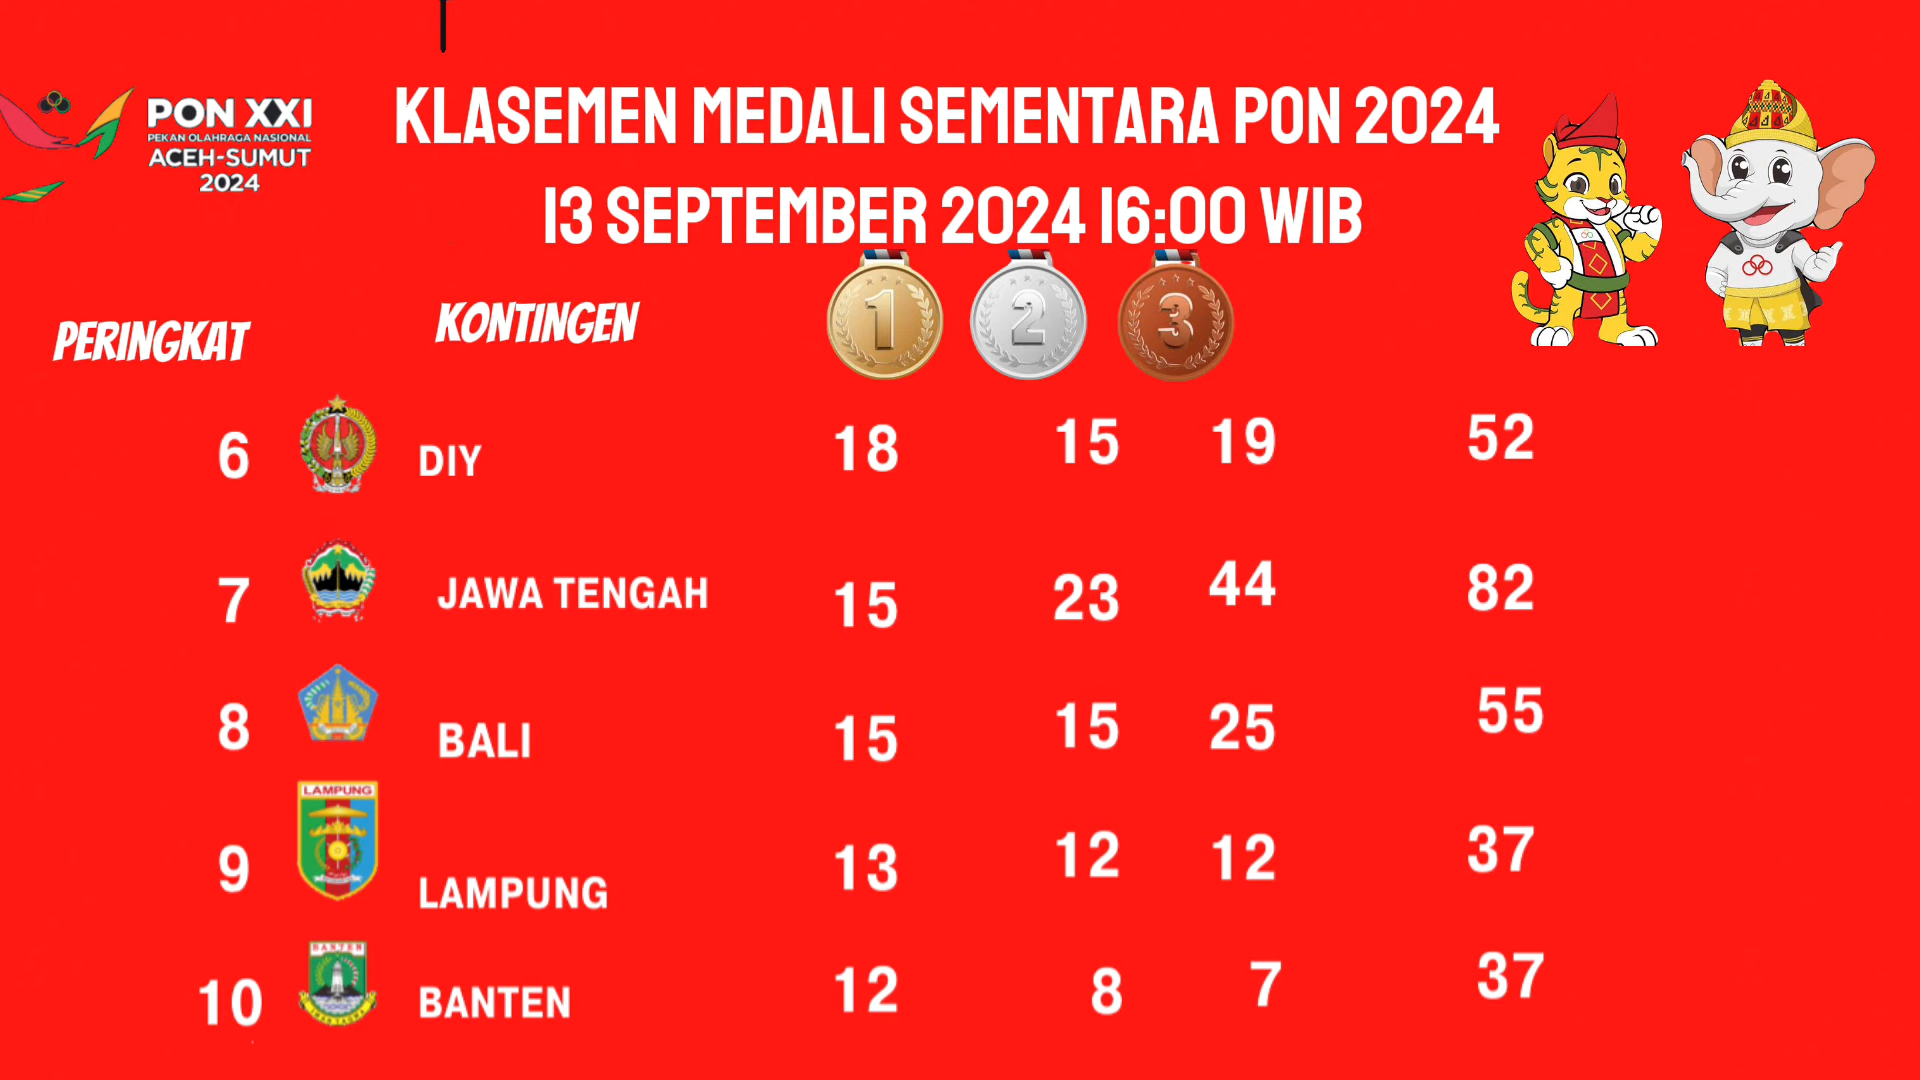 PON XXI
PEKAN OLAHRAGA NASIONAL
ACEH-SUMUT
2024
KLASEMEN MEDALI SEMENTARA PON 2024
13 SEPTEMBER 2024 16:00 WIB
PERINGKAT KONTINGEN 1 2 3
6 DIY 18 15 19 52
7 JAWA TENGAH 15 23 44 82
8 BALI 15 15 25 55
LAMPUNG
9 LAMPUNG 13 12 12 37
BANTEN
10 BANTEN 12 8 7 37